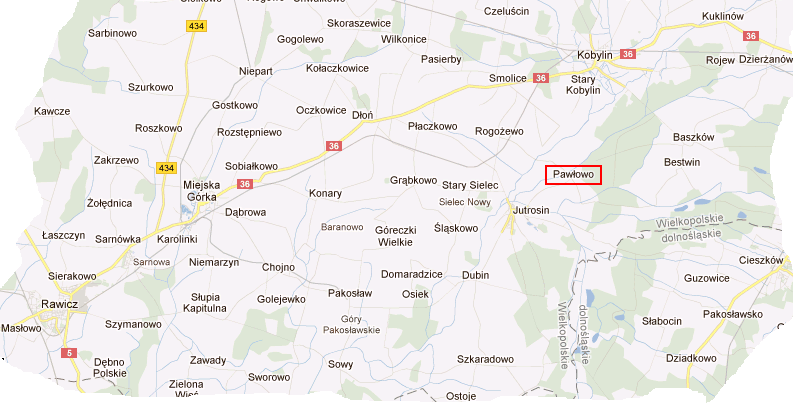 Czeluścin
Kuklinów
Skoraszewice
434
Sarbinowo
Gogolewo
Wilkonice
36
Kobylin
36
Pasierby
Rojew
Dzierżanów
Niepart
Kołaczkowice
Smolice
36
Stary
Kobylin
Szurkowo
Gostkowo
Oczkowice
Kawcze
Dłoń
Roszkowo
Rozstępniewo
Płaczkowo
Rogożewo
Baszków
36
Zakrzewo
434
Sobiałkowo
Bestwin
Pawłowo
Miejska
Górka
36
Grąbkowo
Stary Sielec
Konary
Żołędnica
Sielec Nowy
Dąbrowa
Jutrosin
Wielkopolskie
dolnośląskie
Baranowo
Góreczki
Wielkie
Śląskowo
Łaszczyn
Sarnówka
Karolinki
Sarnowa
Niemarzyn
Chojno
Cieszków
Sierakowo
Domaradzice
Dubin
Guzowice
Rawicz
Słupia
Kapitulna
Golejewko
Pakosław
Osiek
dolnośląskie
Wielkopolskie
Pakosławsko
Masłowo
Szymanowo
Góry
Pakosławskie
Słabocin
5
Dębno
Polskie
Zawady
Sowy
Szkaradowo
Dziadkowo
Sworowo
Zielona
Wieś
Ostoje